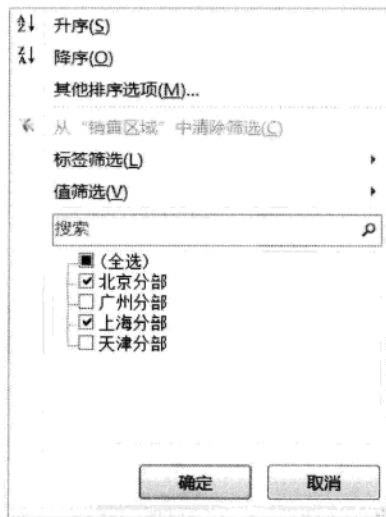 升序(S)
降序(O)
其他排序选项(M)...
从“销售区域”中清除筛选(C)
标签筛选(L)
值筛选(V)
搜索
(全选)
北京分部
广州分部
上海分部
天津分部
确定
取消